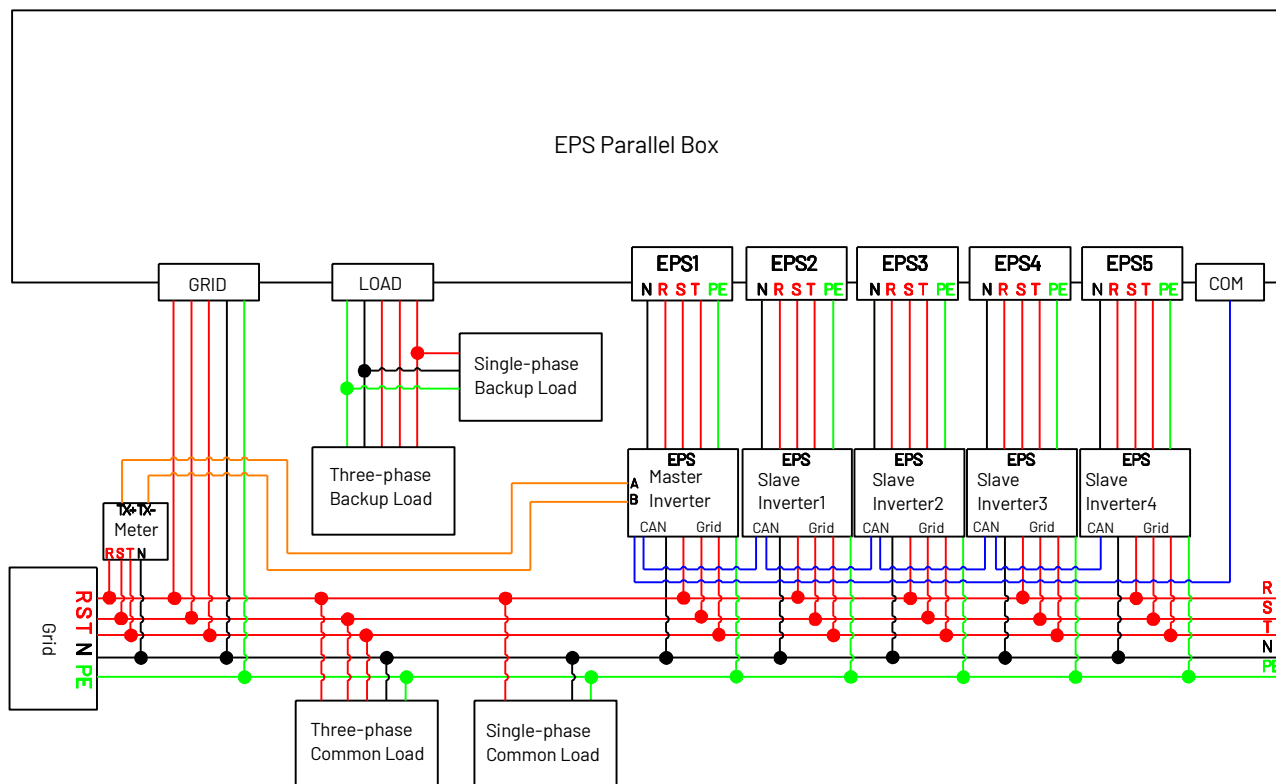 EPS Parallel Box
GRID
LOAD
EPS1
EPS2
EPS3
EPS4
EPS5
COM
N R S T PE
N R S T PE
N R S T PE
N R S T PE
N R S T PE
Single-phase
Backup Load
Three-phase
Backup Load
EPS
A
B
Master
Inverter
CAN Grid
EPS
Slave
Inverter1
CAN Grid
EPS
Slave
Inverter2
CAN Grid
EPS
Slave
Inverter3
CAN Grid
EPS
Slave
Inverter4
CAN Grid
TX+ TX-
Meter
R S T N
Grid
R
S
T
N
PE
R
S
T
N
PE
Three-phase
Common Load
Single-phase
Common Load